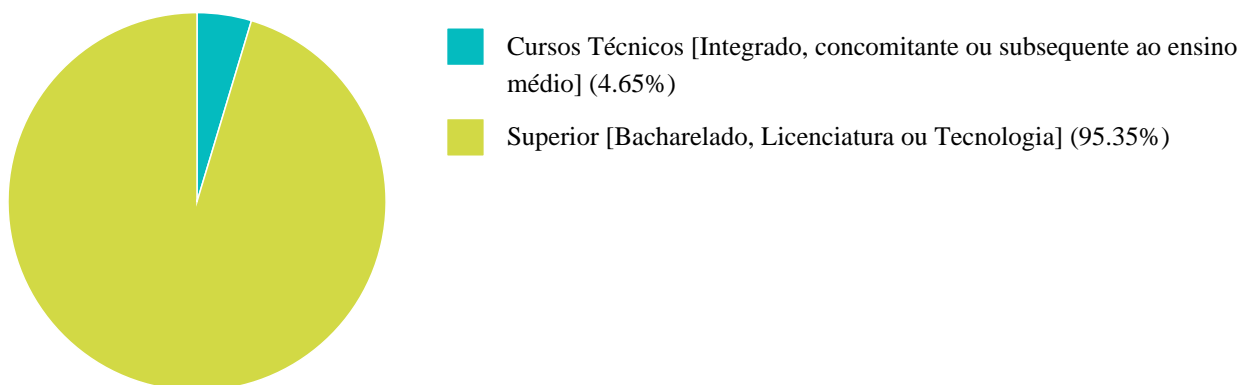 Cursos Técnicos [Integrado, concomitante ou subsequente ao ensino
médio] (4.65%)
Superior [Bacharelado, Licenciatura ou Tecnologia] (95.35%)